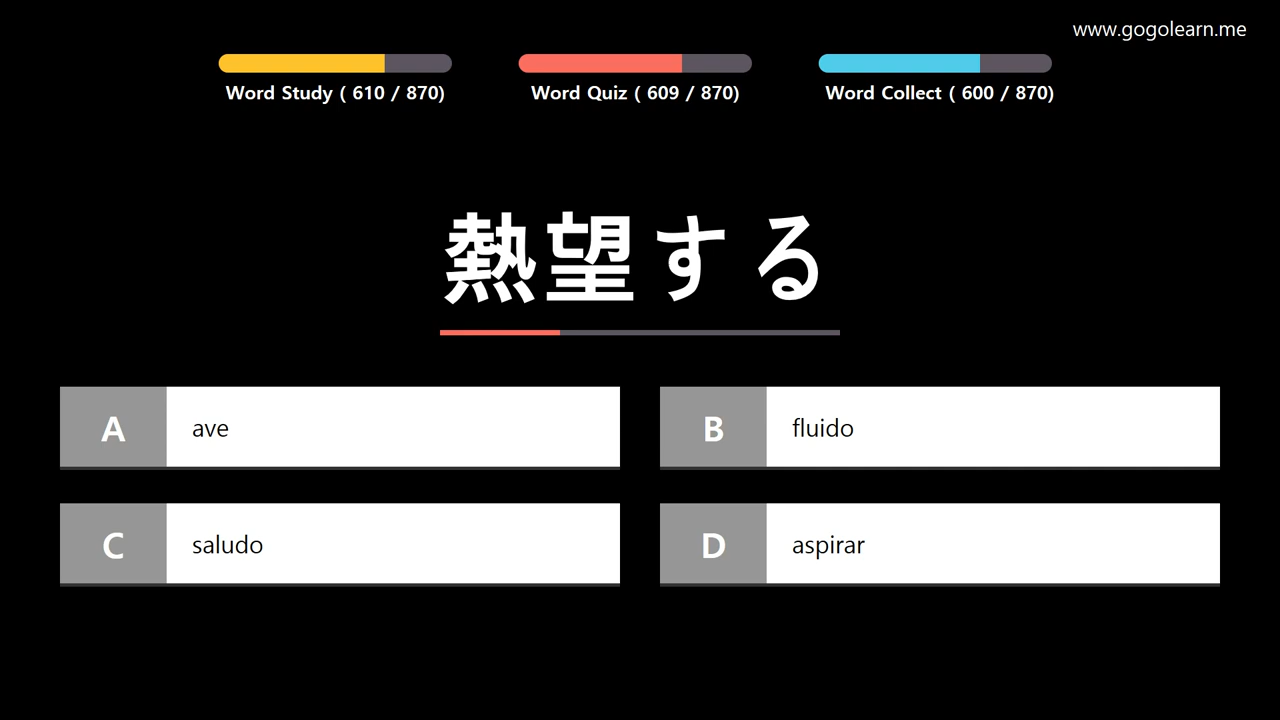 www.gogolearn.me
Word Study ( 610 / 870)
Word Quiz ( 609 / 870)
Word Collect ( 600 / 870)
熱望する
A ave
B fluido
C saludo
D aspirar